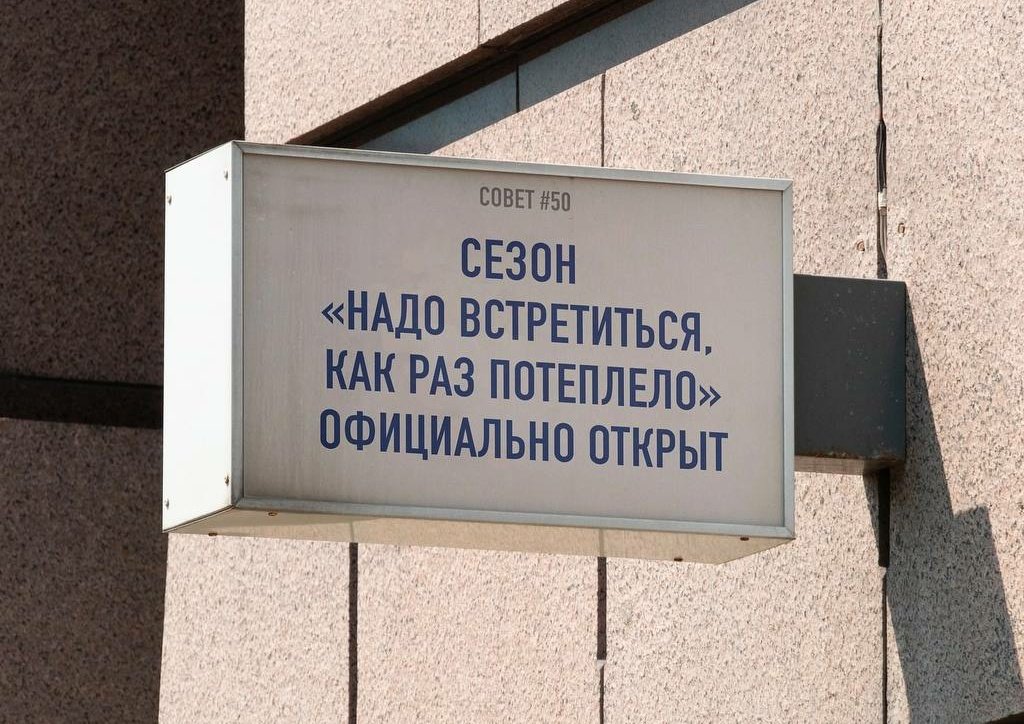 СОВЕТ #50
СЕЗОН
«НАДО ВСТРЕТИТЬСЯ,
КАК РАЗ ПОТЕПЛЕЛО»
ОФИЦИАЛЬНО ОТКРЫТ